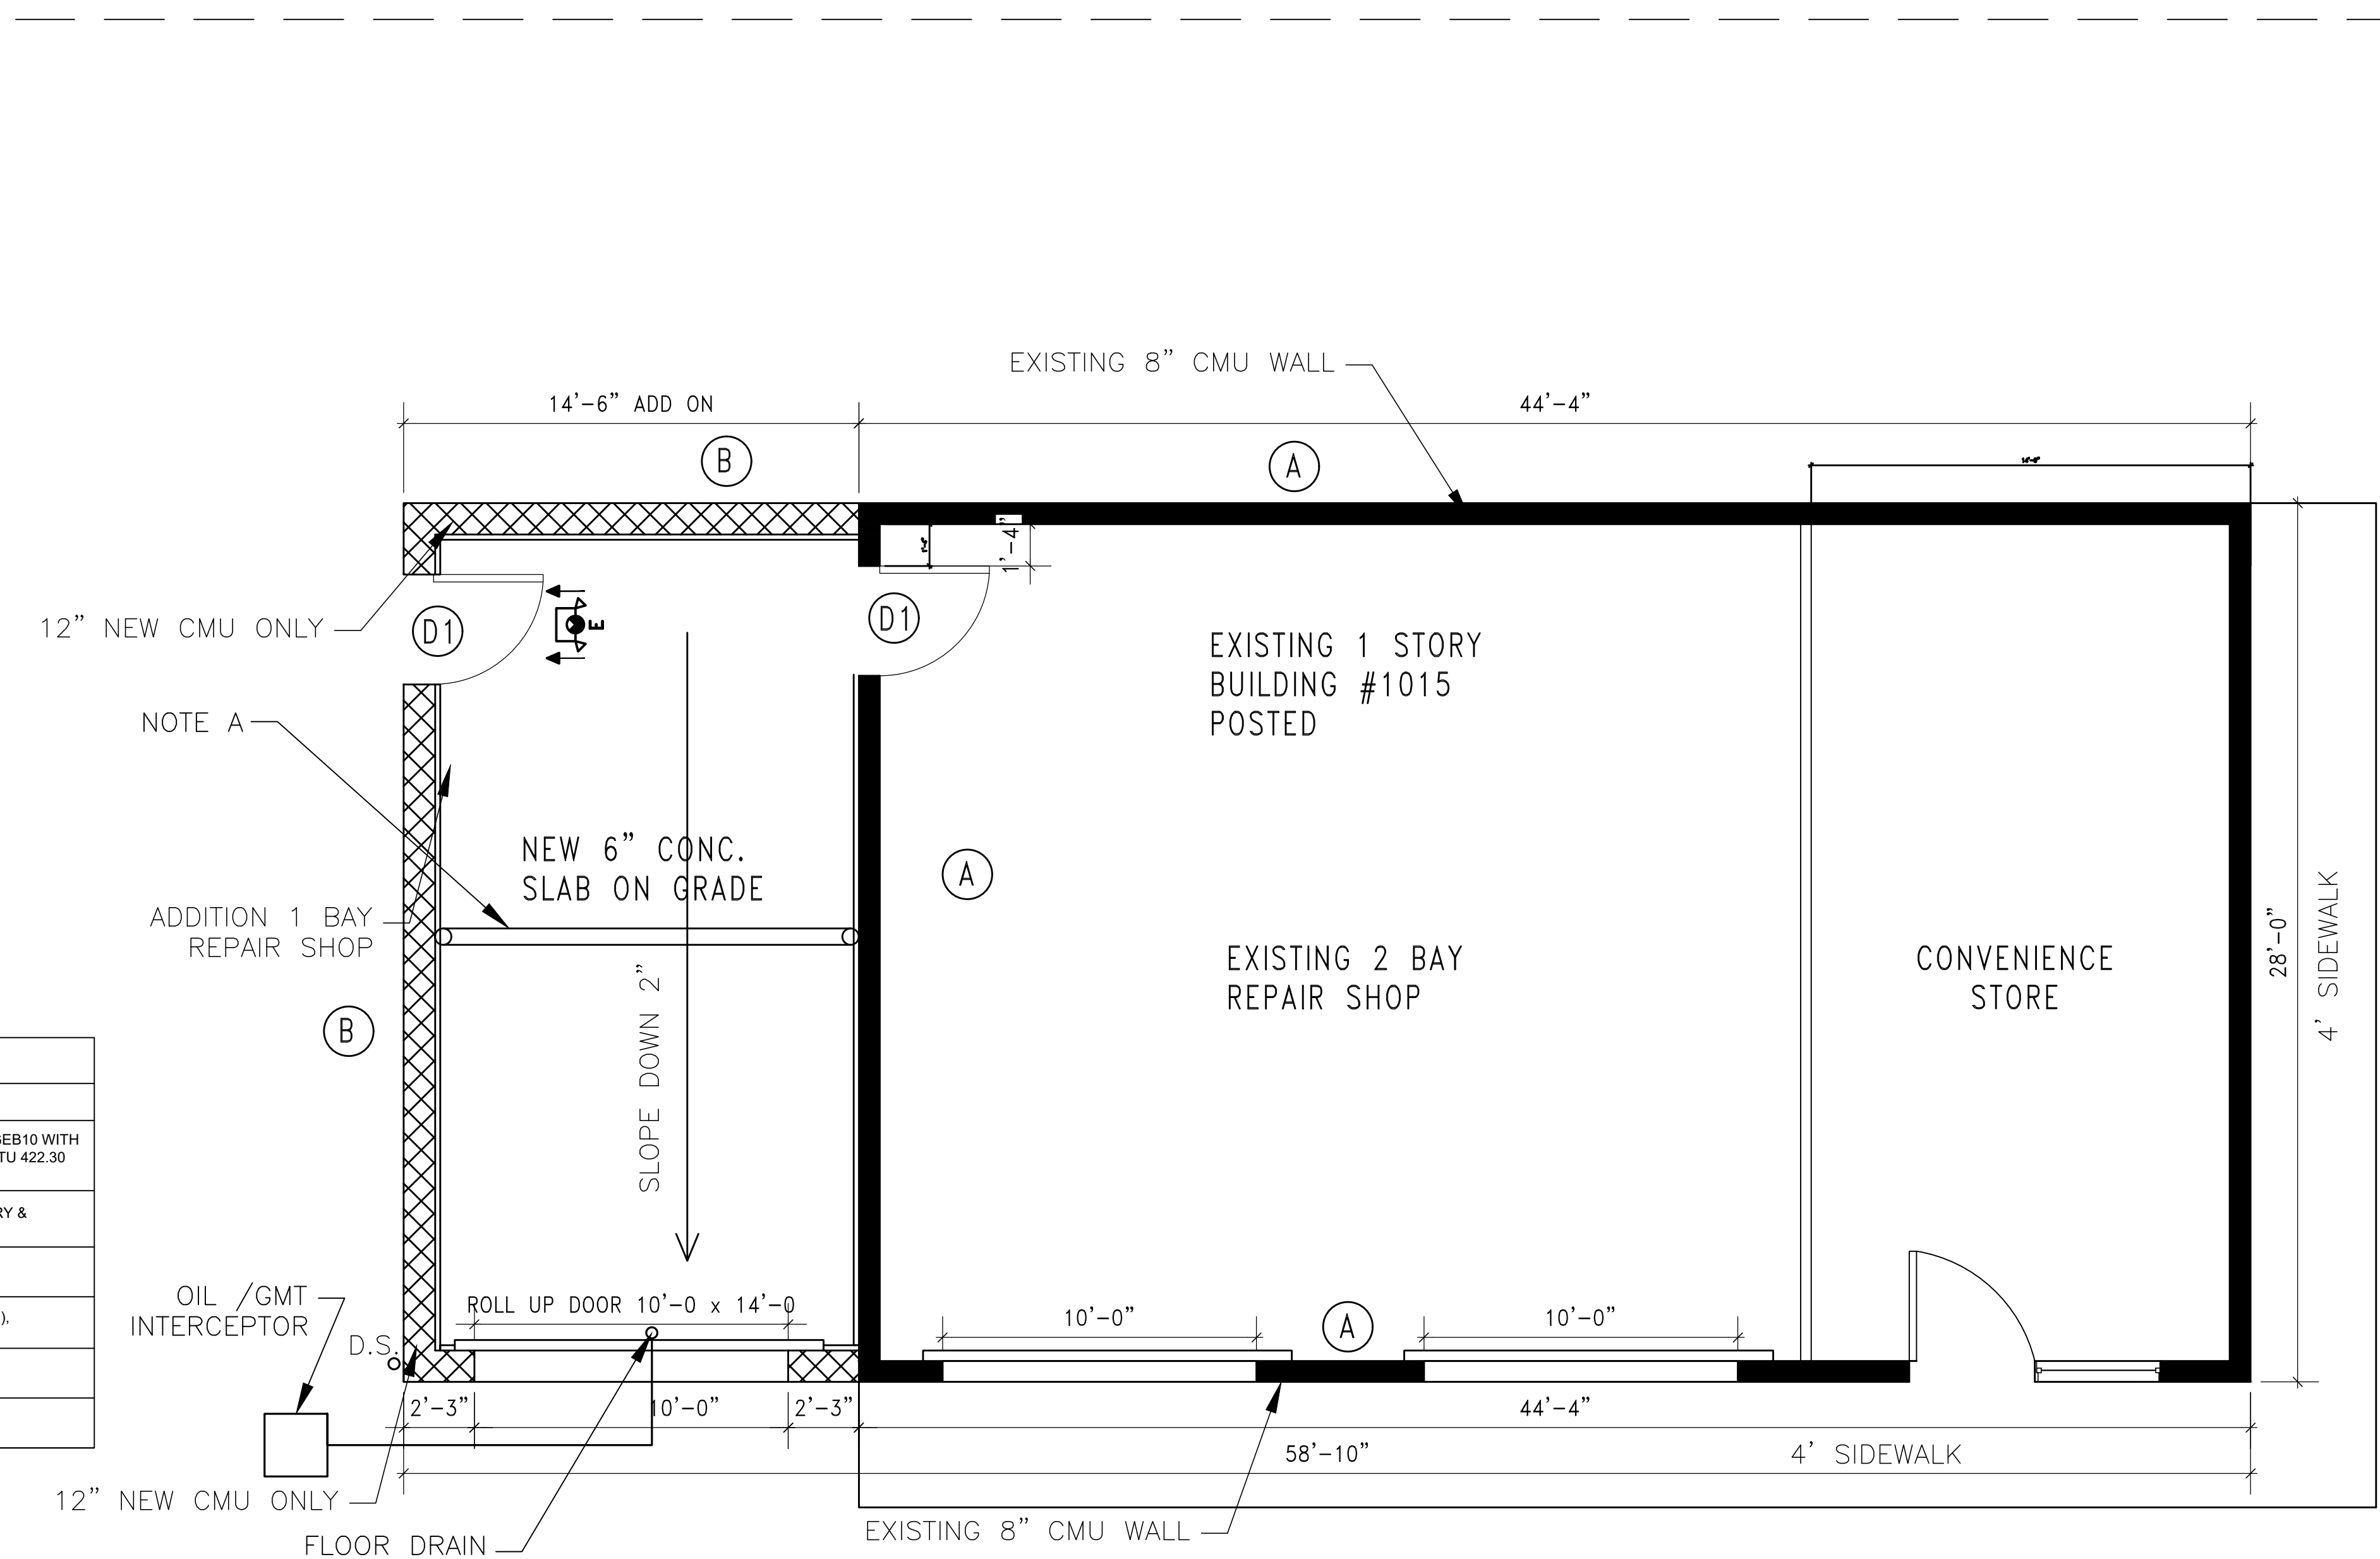 EXISTING 8" CMU WALL
14'-6" ADD ON
44'-4"
B
A
1'-4"
12" NEW CMU ONLY
D1
E
D1
EXISTING 1 STORY
BUILDING #1015
POSTED
NOTE A
NEW 6" CONC.
SLAB ON GRADE
A
ADDITION 1 BAY
REPAIR SHOP
SLOPE DOWN 2"
EXISTING 2 BAY
REPAIR SHOP
CONVENIENCE
STORE
28'-0"
4' SIDEWALK
B
GEB10 WITH
TU 422.30
RY &
),
OIL /GMT
INTERCEPTOR
D.S.
ROLL UP DOOR 10'-0 x 14'-0
10'-0"
A
10'-0"
2'-3"
10'-0"
2'-3"
44'-4"
58'-10"
4' SIDEWALK
12" NEW CMU ONLY
FLOOR DRAIN
EXISTING 8" CMU WALL